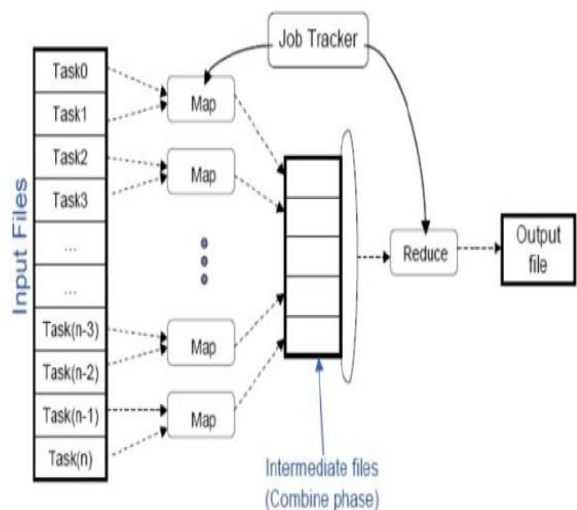 Job Tracker
Input Files
Task0
Task1
Task2
Task3
...
...
Task(n-3)
Task(n-2)
Task(n-1)
Task(n)
Map
Map
Map
Map
Reduce
Output
file
Intermediate files
(Combine phase)